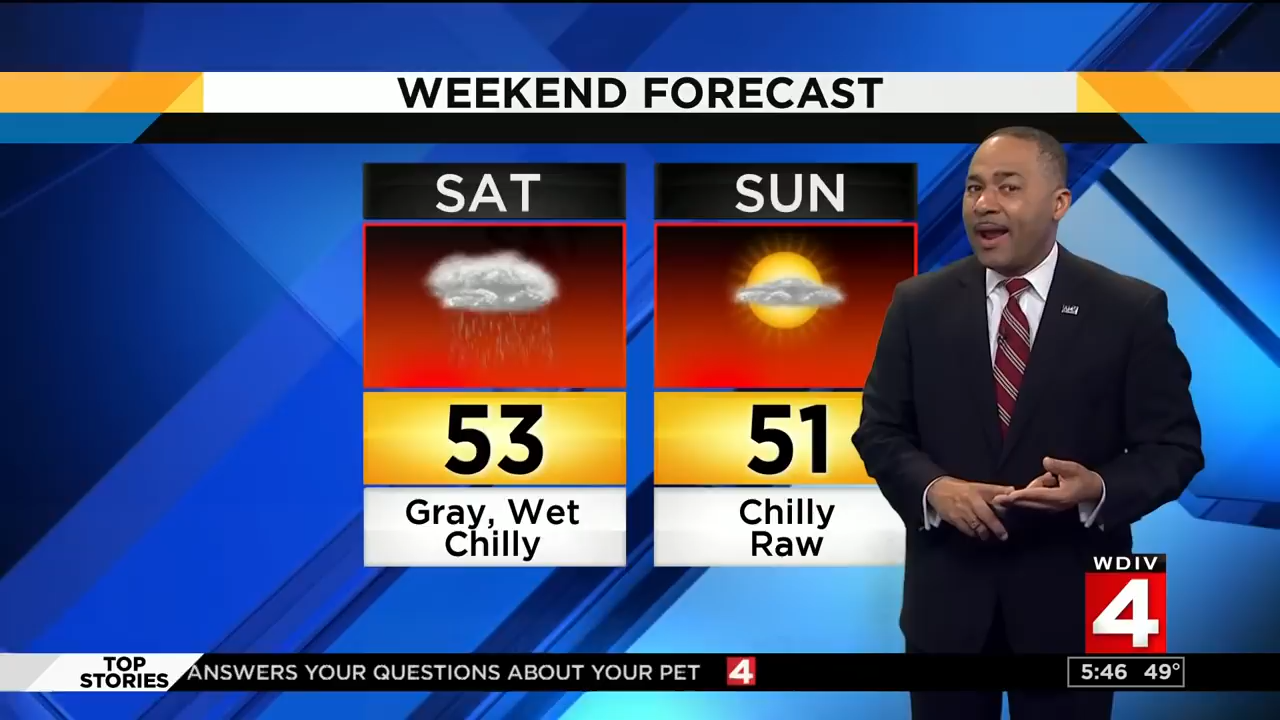 WEEKEND FORECAST
SAT
SUN
53
51
Gray, Wet
Chilly
Chilly
Raw
WDIV
4
TOP
STORIES
ANSWERS YOUR QUESTIONS ABOUT YOUR PET 4
5:46 49°